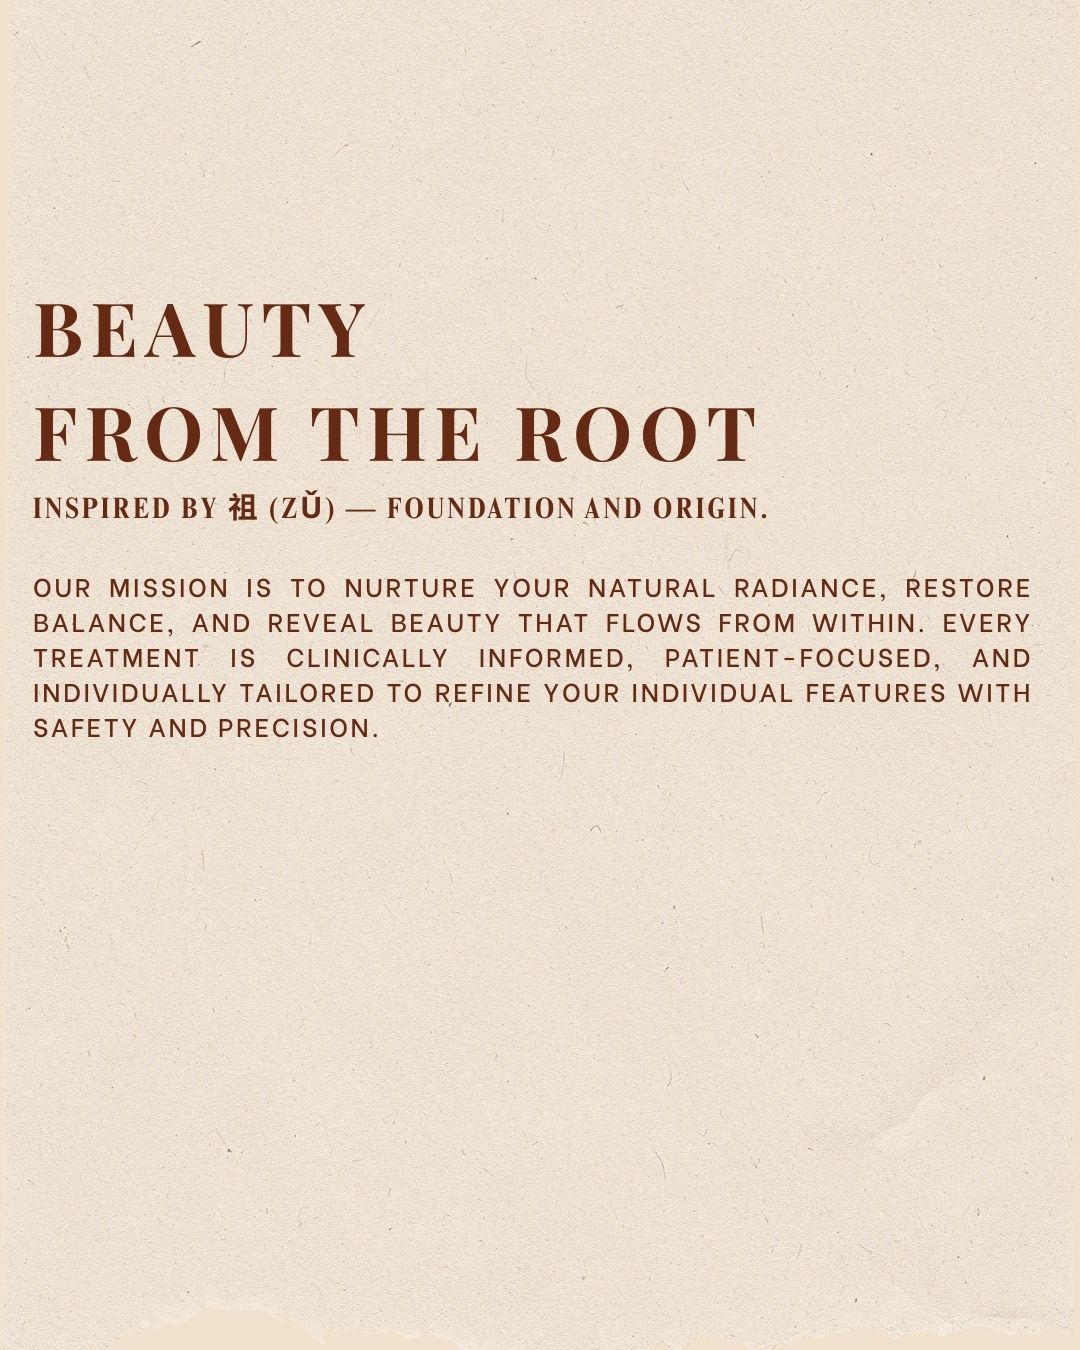 BEAUTY
FROM THE ROOT
INSPIRED BY 祖 (ZǓ) — FOUNDATION AND ORIGIN.
OUR MISSION IS TO NURTURE YOUR NATURAL RADIANCE, RESTORE
BALANCE, AND REVEAL BEAUTY THAT FLOWS FROM WITHIN. EVERY
TREATMENT IS CLINICALLY INFORMED, PATIENT-FOCUSED, AND
INDIVIDUALLY TAILORED TO REFINE YOUR INDIVIDUAL FEATURES WITH
SAFETY AND PRECISION.